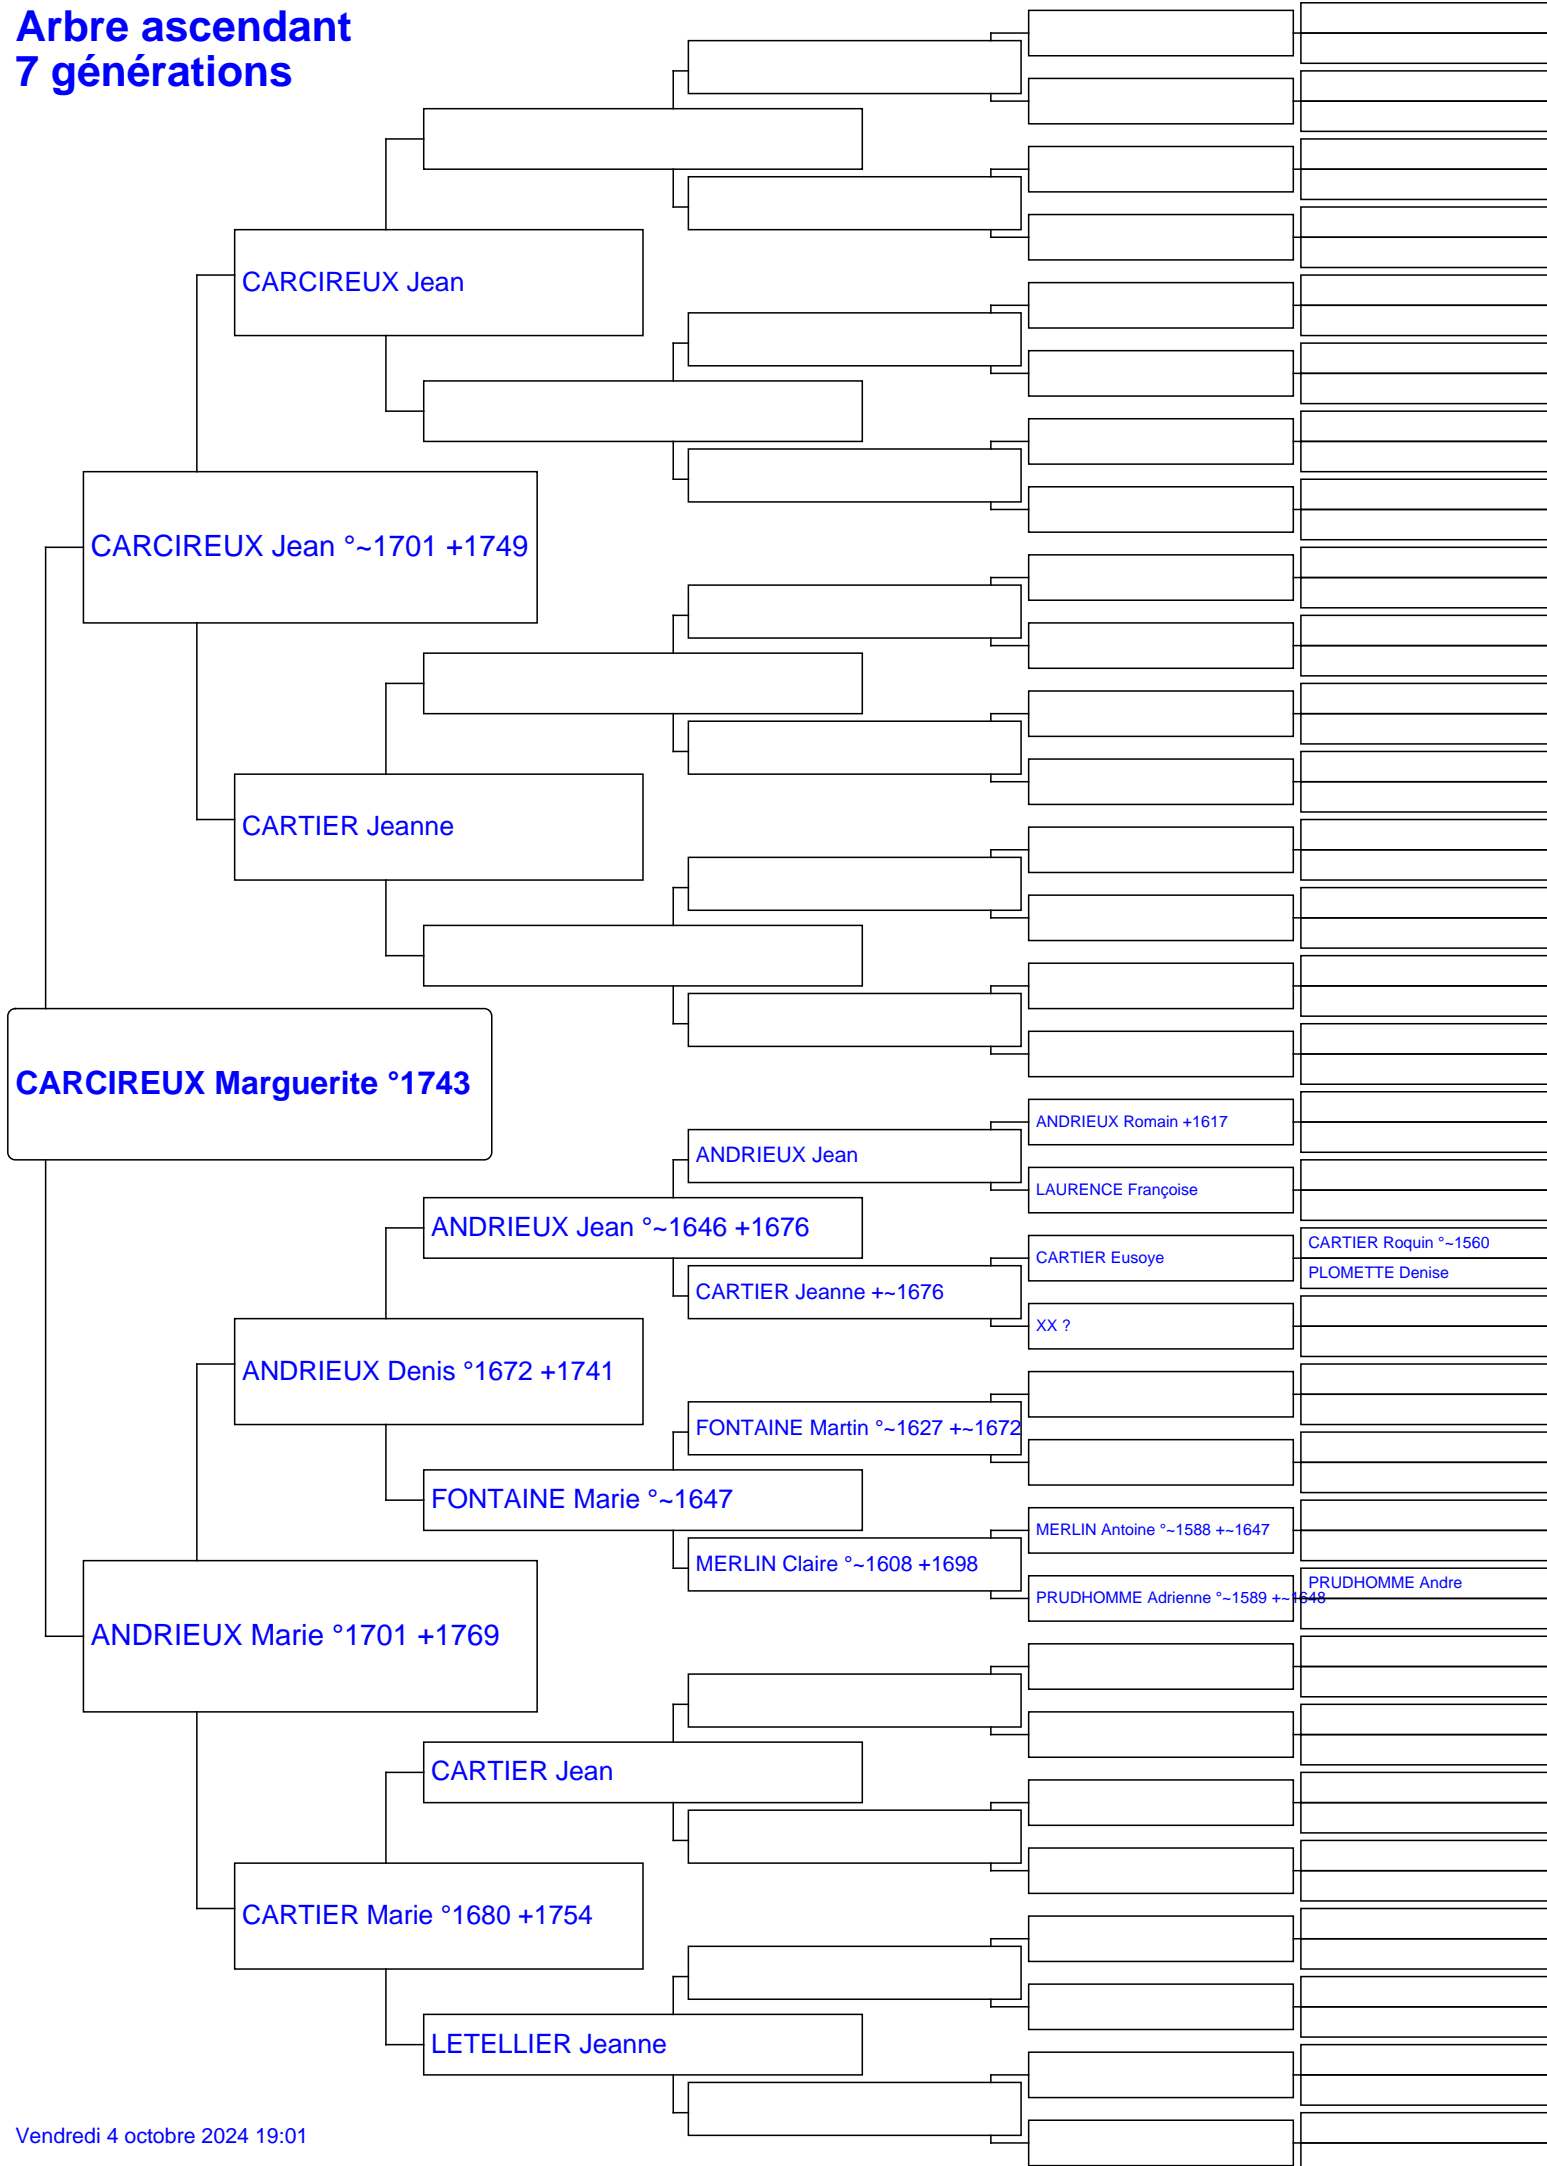 Arbre ascendant
7 générations
CARCIREUX Jean
CARCIREUX Jean °~1701 +1749
CARTIER Jeanne
CARCIREUX Marguerite °1743
ANDRIEUX Romain +1617
ANDRIEUX Jean
LAURENCE Françoise
ANDRIEUX Jean °~1646 +1676
CARTIER Roquin °~1560
CARTIER Eusoye
PLOMETTE Denise
CARTIER Jeanne +~1676
XX ?
ANDRIEUX Denis °1672 +1741
FONTAINE Martin °~1627 +~1672
FONTAINE Marie °~1647
MERLIN Antoine °~1588 +~1647
MERLIN Claire °~1608 +1698
PRUDHOMME Andre
PRUDHOMME Adrienne °~1589 +~1648
ANDRIEUX Marie °1701 +1769
CARTIER Jean
CARTIER Marie °1680 +1754
LETELLIER Jeanne
Vendredi 4 octobre 2024 19:01